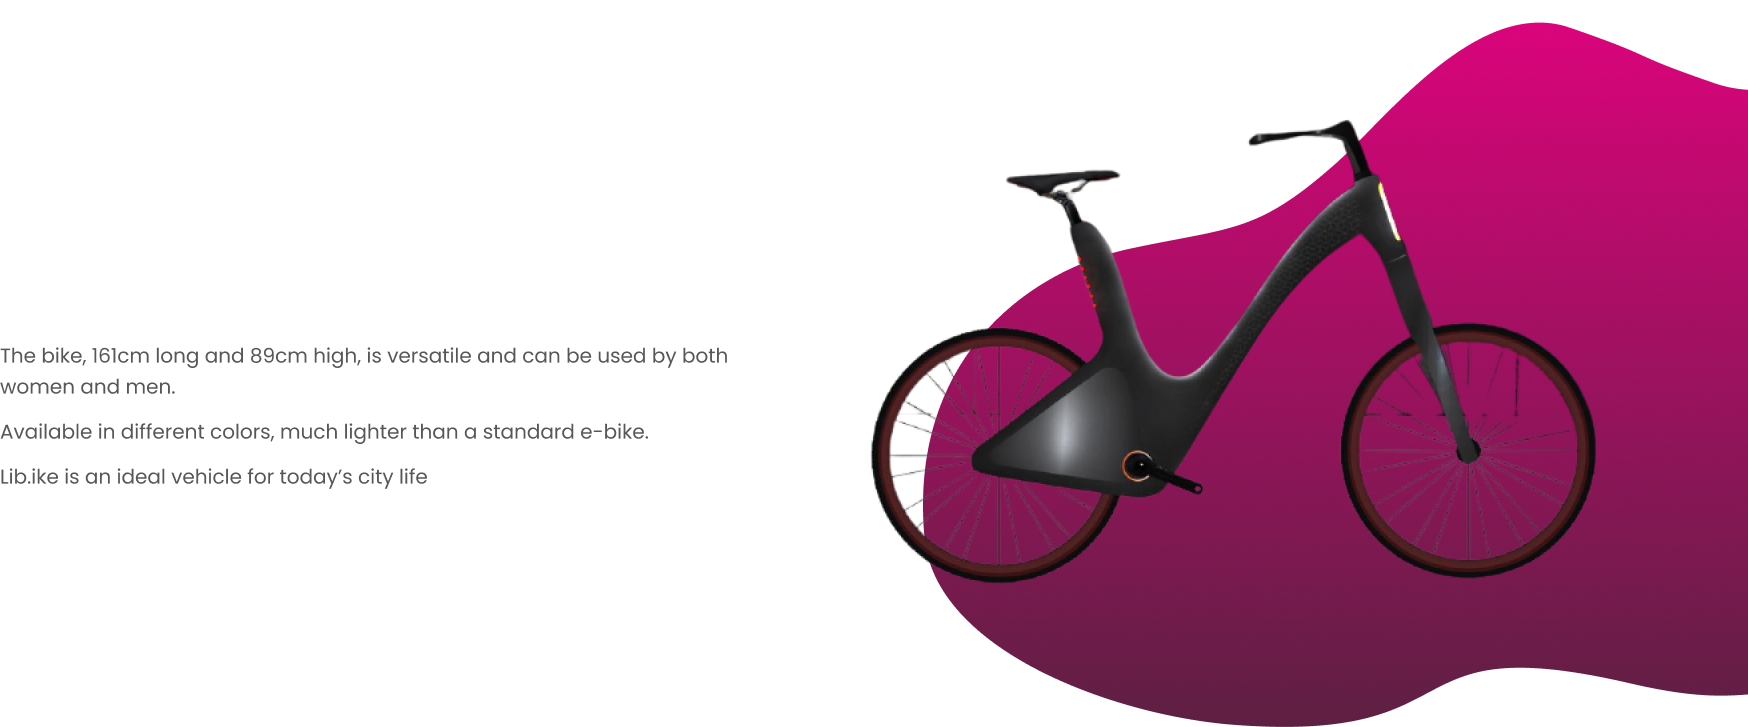 The bike, 161cm long and 89cm high, is versatile and can be used by both
women and men.
Available in different colors, much lighter than a standard e-bike.
Lib.ike is an ideal vehicle for today’s city life